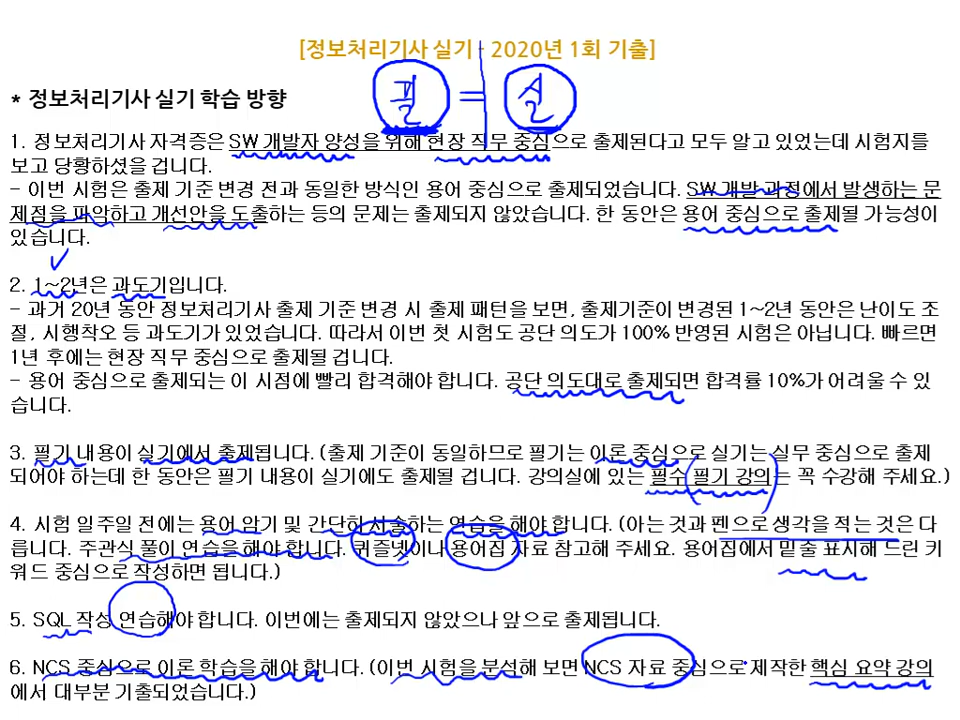 [정보처리기사 실기 - 2020년 1회 기출]
필 = 실
* 정보처리기사 실기 학습 방향
1. 정보처리기사 자격증은 SW 개발자 양성을 위해 현장 직무 중심으로 출제된다고 모두 알고 있었는데 시험지를
보고 당황하셨을 겁니다.
- 이번 시험은 출제 기준 변경 전과 동일한 방식인 용어 중심으로 출제되었습니다. SW 개발 과정에서 발생하는 문
제점을 파악하고 개선안을 도출하는 등의 문제는 출제되지 않았습니다. 한 동안은 용어 중심으로 출제될 가능성이
있습니다.
2. 1~2년은 과도기입니다.
- 과거 20년 동안 정보처리기사 출제 기준 변경 시 출제 패턴을 보면, 출제기준이 변경된 1~2년 동안은 난이도 조
절, 시행착오 등 과도기가 있었습니다. 따라서 이번 첫 시험도 공단 의도가 100% 반영된 시험은 아닙니다. 빠르면
1년 후에는 현장 직무 중심으로 출제될 겁니다.
- 용어 중심으로 출제되는 이 시점에 빨리 합격해야 합니다. 공단 의도대로 출제되면 합격률 10%가 어려울 수 있
습니다.
3. 필기 내용이 실기에서 출제됩니다. (출제 기준이 동일하므로 필기는 이론 중심으로 실기는 실무 중심으로 출제
되어야 하는데 한 동안은 필기 내용이 실기에도 출제될 겁니다. 강의실에 있는 필수 필기 강의는 꼭 수강해 주세요.)
4. 시험 일주일 전에는 용어 암기 및 간단히 서술하는 연습을 해야 합니다. (아는 것과 펜으로 생각을 적는 것은 다
릅니다. 주관식 풀이 연습을 해야 합니다. 퀴즐넷이나 용어집 자료 참고해 주세요. 용어집에서 밑줄 표시해 드린 키
워드 중심으로 작성하면 됩니다.)
5. SQL 작성 연습해야 합니다. 이번에는 출제되지 않았으나 앞으로 출제됩니다.
6. NCS 중심으로 이론 학습을 해야 합니다. (이번 시험을 분석해 보면 NCS 자료 중심으로 제작한 핵심 요약 강의
에서 대부분 기출되었습니다.)